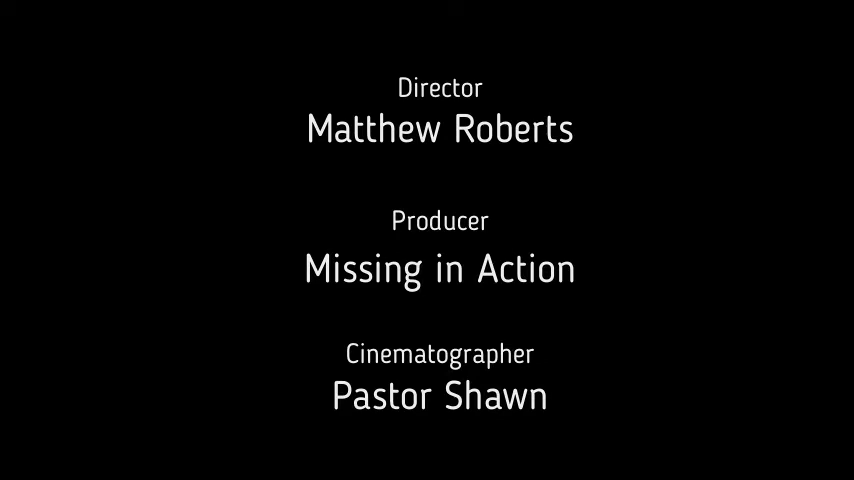 Director
Matthew Roberts
Producer
Missing in Action
Cinematographer
Pastor Shawn